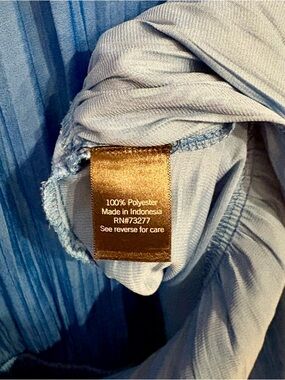 100% Polyester
Made in Indonesia
RN#73277
See reverse for care